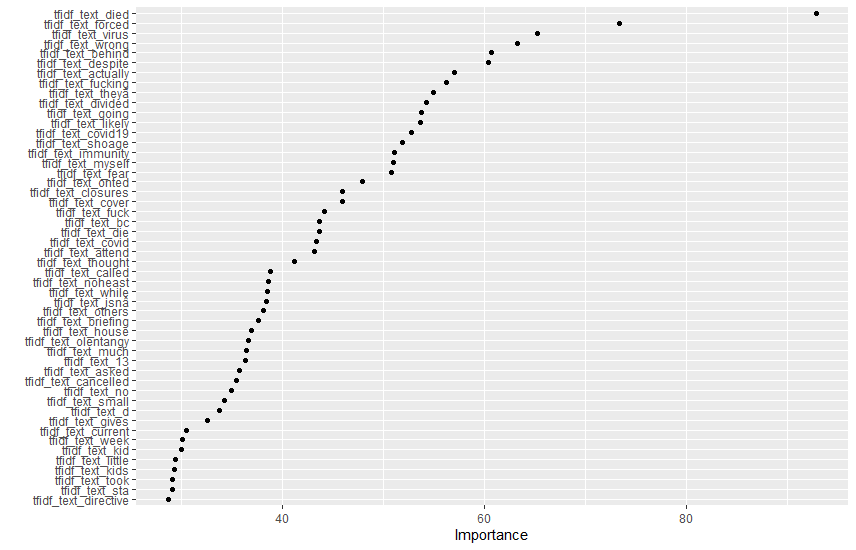 tfidf_text_died
tfidf_text_forced
tfidf_text_virus
tfidf_text_wrong
tfidf_text_behind
tfidf_text_despite
tfidf_text_actually
tfidf_text_fucking
tfidf_text_theyâ
tfidf_text_divided
tfidf_text_going
tfidf_text_likely
tfidf_text_covid19
tfidf_text_shoage
tfidf_text_immunity
tfidf_text_myself
tfidf_text_fear
tfidf_text_onted
tfidf_text_closures
tfidf_text_cover
tfidf_text_fuck
tfidf_text_bc
tfidf_text_die
tfidf_text_covid
tfidf_text_attend
tfidf_text_thought
tfidf_text_called
tfidf_text_noheast
tfidf_text_while
tfidf_text_isnâ
tfidf_text_others
tfidf_text_briefing
tfidf_text_house
tfidf_text_olentangy
tfidf_text_much
tfidf_text_13
tfidf_text_asked
tfidf_text_cancelled
tfidf_text_no
tfidf_text_small
tfidf_text_d
tfidf_text_gives
tfidf_text_current
tfidf_text_week
tfidf_text_kid
tfidf_text_little
tfidf_text_kids
tfidf_text_took
tfidf_text_sta
tfidf_text_directive
40 60 80
Importance